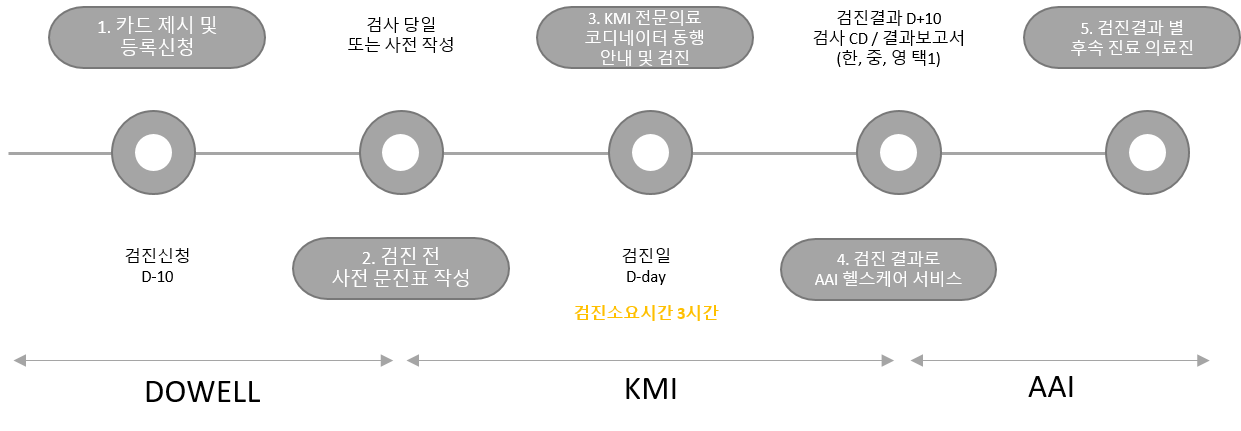 1. 카드 제시 및
등록신청
검사 당일
또는 사전 작성
3. KMI 전문의료
코디네이터 동행
안내 및 검진
검진결과 D+10
검사 CD / 결과보고서
(한, 중, 영 택1)
5. 검진결과 별
후속 진료 의료진
검진신청
D-10
2. 검진 전
사전 문진표 작성
검진일
D-day
검진소요시간 3시간
4. 검진 결과로
AAI 헬스케어 서비스
DOWELL
KMI
AAI